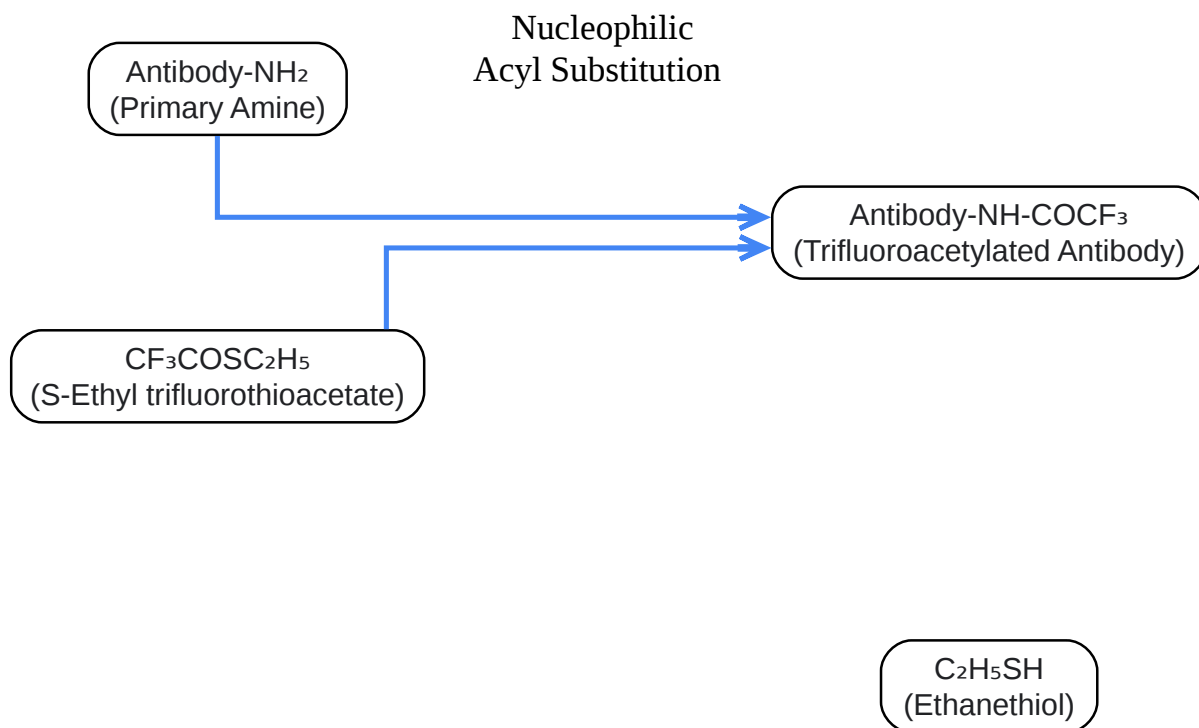 Nucleophilic
Acyl Substitution
Antibody-NH₂
(Primary Amine)
Antibody-NH-COCF₃
(Trifluoroacetylated Antibody)
CF₃COSC₂H₅
(S-Ethyl trifluorothioacetate)
C₂H₅SH
(Ethanethiol)